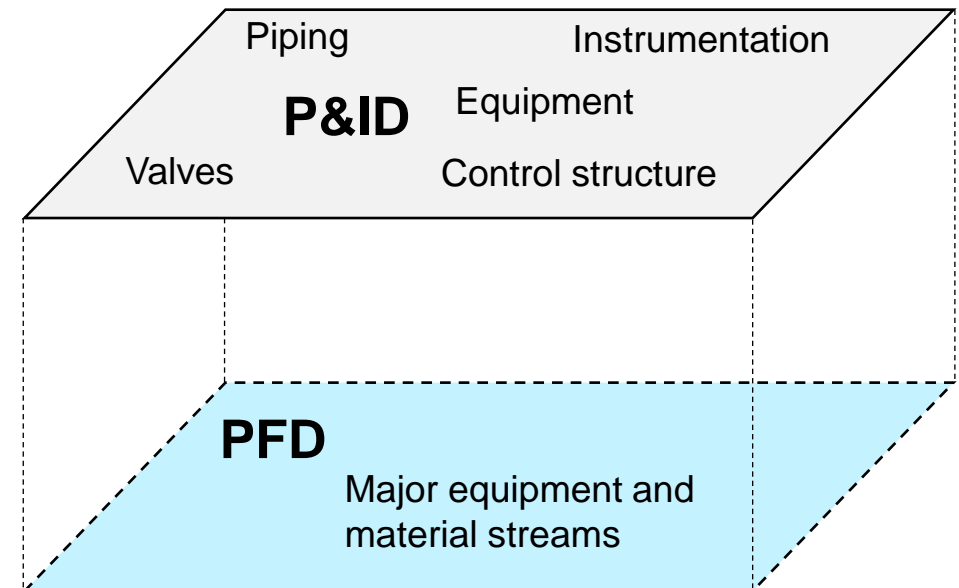 Piping
Instrumentation
P&ID
Equipment
Valves
Control structure
PFD
Major equipment and
material streams